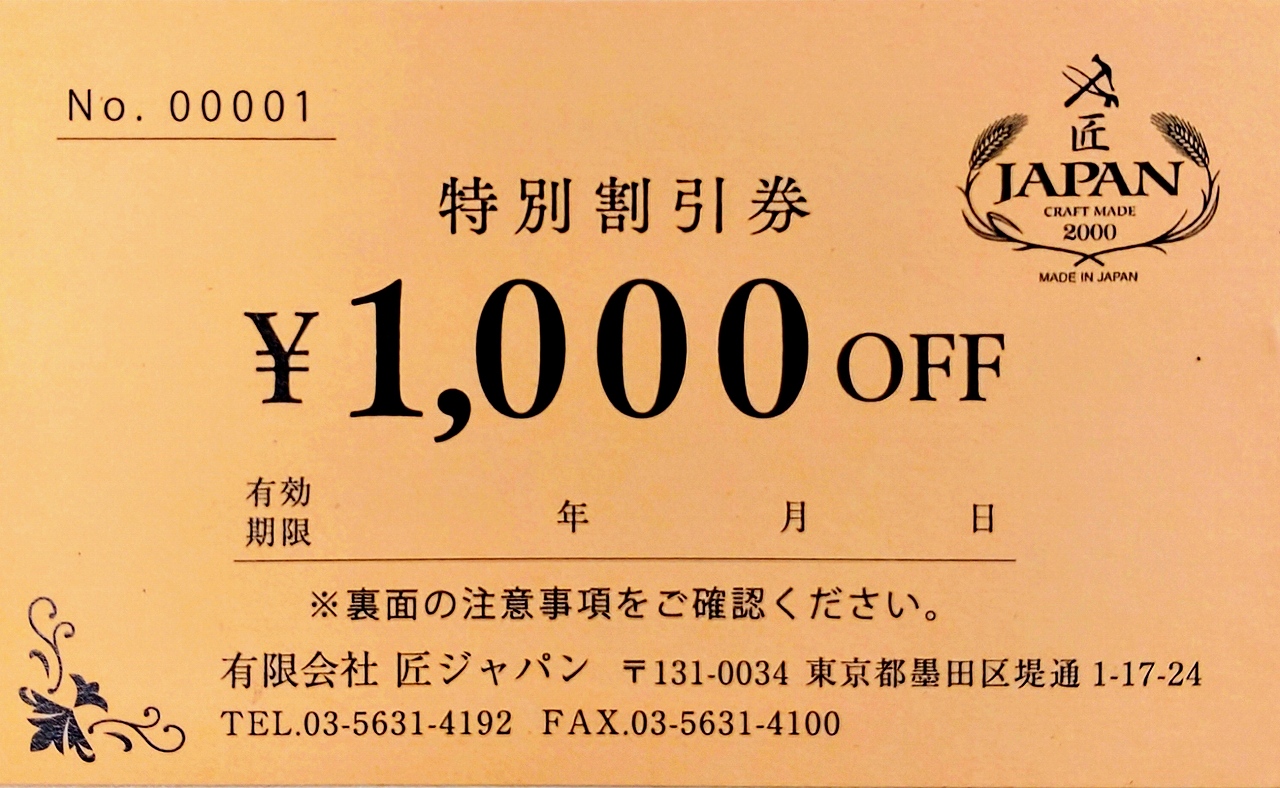 No. 00001
匠
JAPAN
CRAFT MADE
2000
MADE IN JAPAN
特別割引券
¥1,000 OFF
有効期限 年 月 日
※裏面の注意事項をご確認ください。
有限会社 匠ジャパン 〒131-0034 東京都墨田区堤通 1-17-24
TEL.03-5631-4192 FAX.03-5631-4100